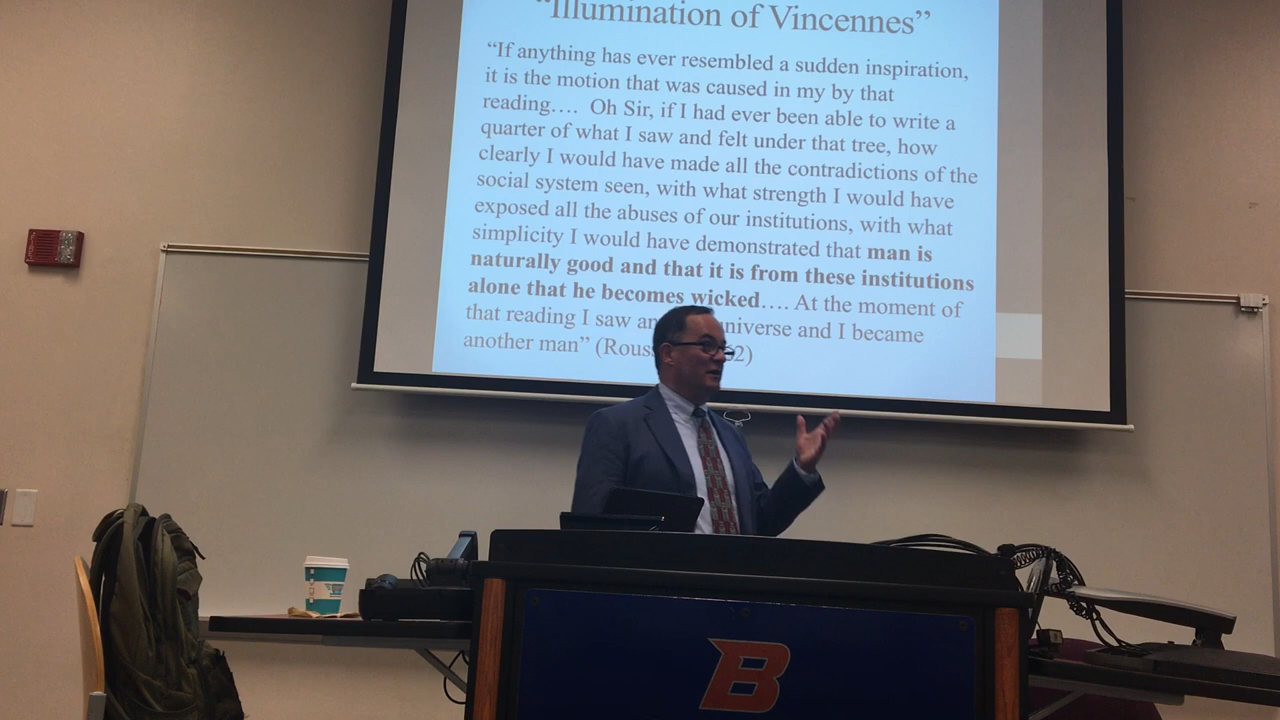 “Illumination of Vincennes”
“If anything has ever resembled a sudden inspiration,
it is the motion that was caused in my by that
reading…. Oh Sir, if I had ever been able to write a
quarter of what I saw and felt under that tree, how
clearly I would have made all the contradictions of the
social system seen, with what strength I would have
exposed all the abuses of our institutions, with what
simplicity I would have demonstrated that man is
naturally good and that it is from these institutions
alone that he becomes wicked…. At the moment of
that reading I saw an universe and I became
another man” (Rous 62)
B